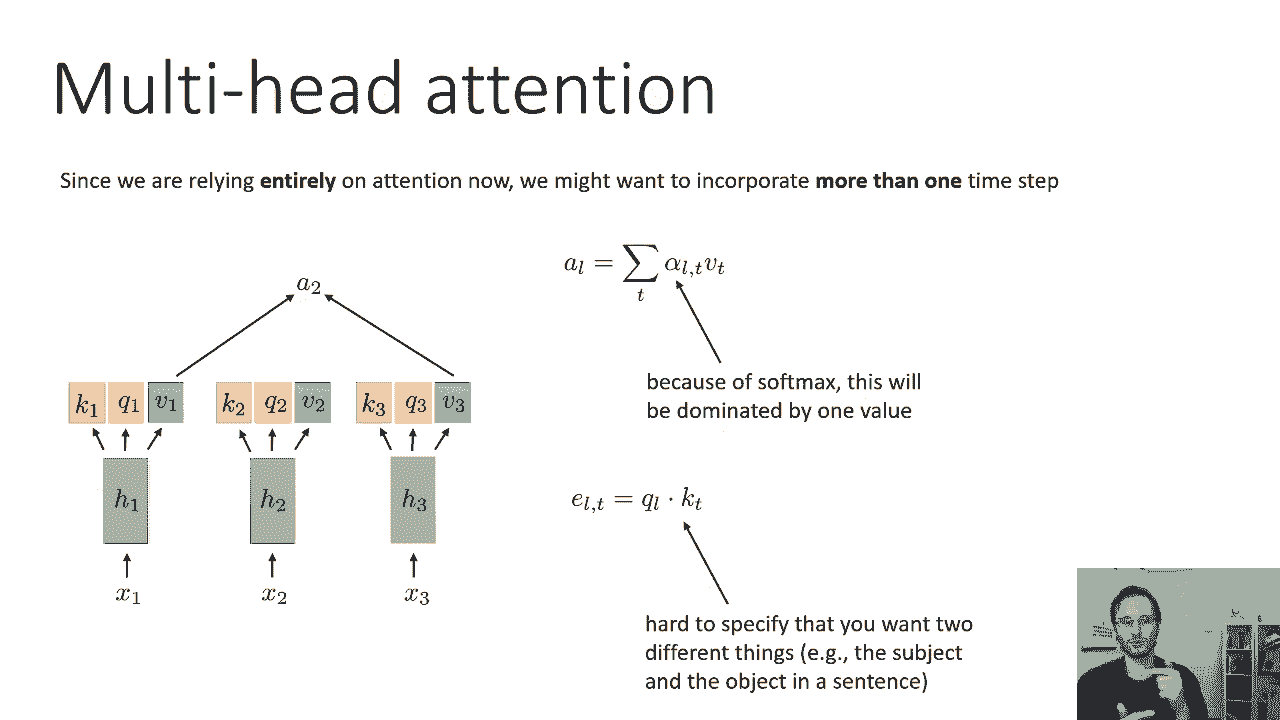 Multi-head attention
Since we are relying entirely on attention now, we might want to incorporate more than one time step
a_l = ∑_t α_{l,t} v_t
a_2
because of softmax, this will
be dominated by one value
k_1 q_1 v_1 k_2 q_2 v_2 k_3 q_3 v_3
h_1 h_2 h_3
e_{l,t} = q_l · k_t
x_1 x_2 x_3
hard to specify that you want two
different things (e.g., the subject
and the object in a sentence)